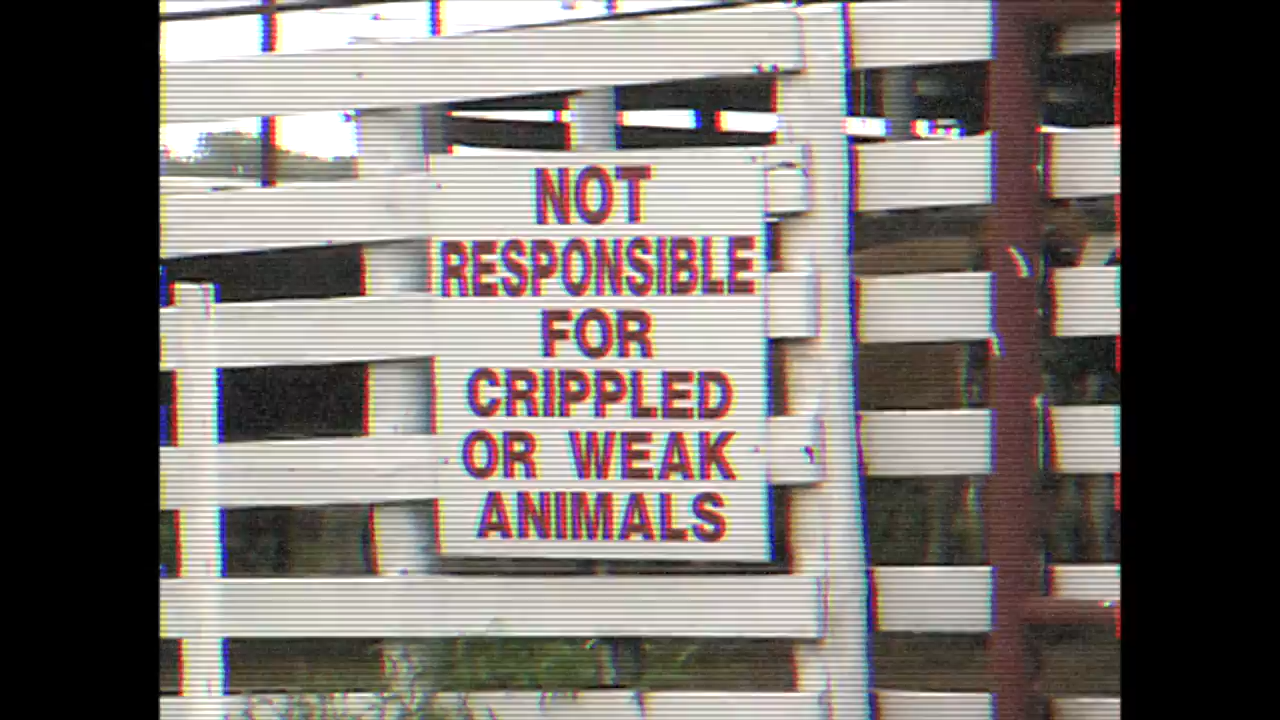 NOT
RESPONSIBLE
FOR
CRIPPLED
OR WEAK
ANIMALS